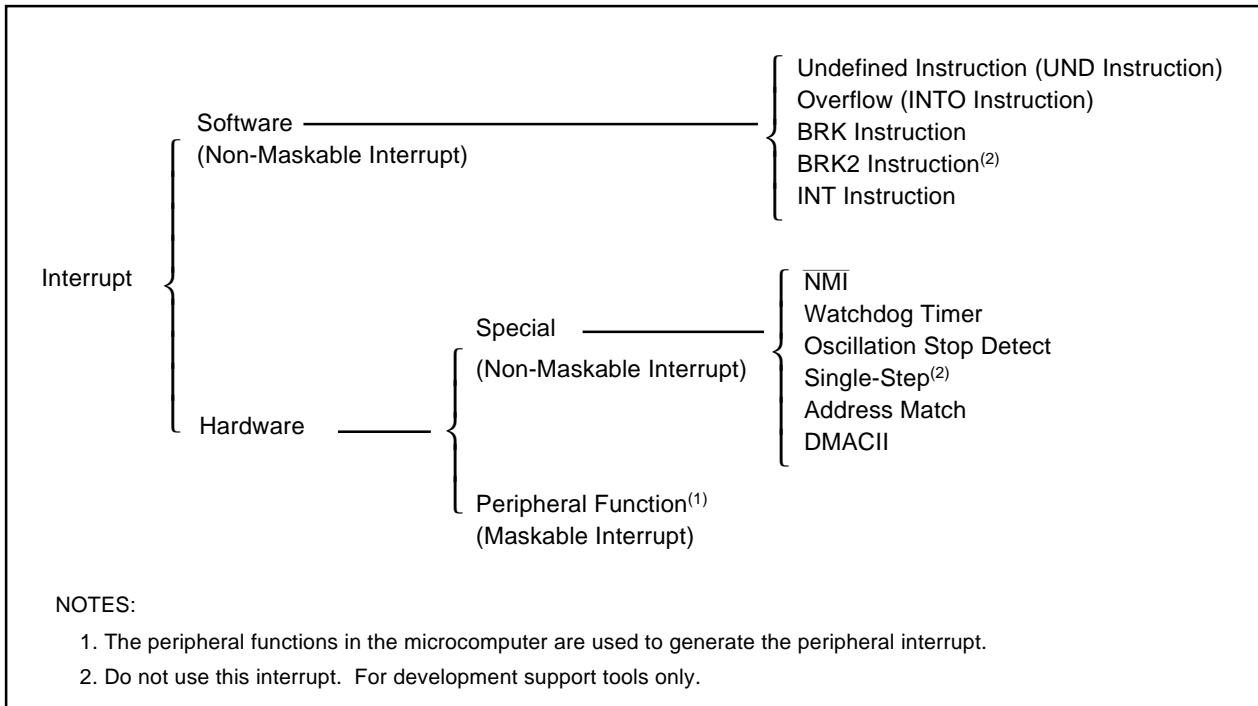 Undefined Instruction (UND Instruction)
Overflow (INTO Instruction)
Software
BRK Instruction
(Non-Maskable Interrupt)
BRK2 Instruction(2)
INT Instruction
Interrupt
NMI
Watchdog Timer
Special
Oscillation Stop Detect
(Non-Maskable Interrupt)
Single-Step(2)
Address Match
Hardware
DMACII
Peripheral Function(1)
(Maskable Interrupt)
NOTES:
1. The peripheral functions in the microcomputer are used to generate the peripheral interrupt.
2. Do not use this interrupt.  For development support tools only.